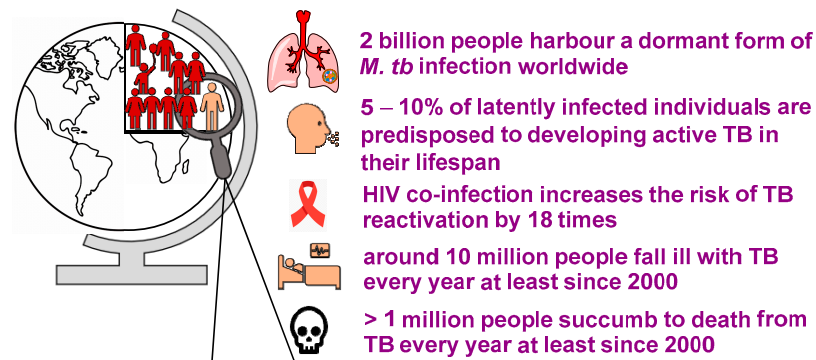 2 billion people harbour a dormant form of
M. tb infection worldwide
5 – 10% of latently infected individuals are
predisposed to developing active TB in
their lifespan
HIV co-infection increases the risk of TB
reactivation by 18 times
around 10 million people fall ill with TB
every year at least since 2000
> 1 million people succumb to death from
TB every year at least since 2000